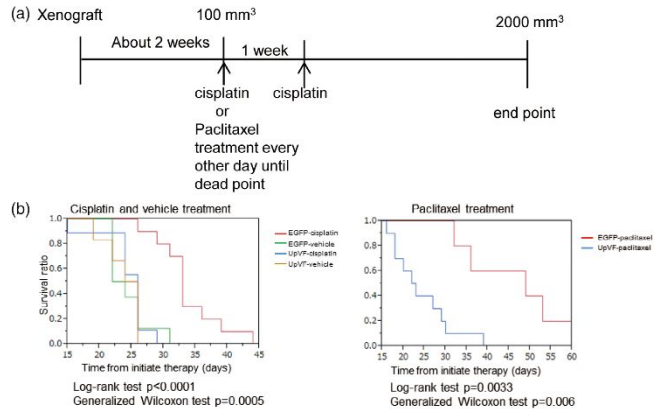 (a)
Xenograft
100 mm³
2000 mm³
About 2 weeks
1 week
cisplatin
or
Paclitaxel
treatment every
other day until
dead point
cisplatin
end point
(b)
Cisplatin and vehicle treatment
1.0
0.8
0.6
0.4
0.2
0.0
Survival ratio
EGFP-cisplatin
EGFP-vehicle
UpVF-cisplatin
UpVF-vehicle
15 20 25 30 35 40 45
Time from initiate therapy (days)
Log-rank test p<0.0001
Generalized Wilcoxon test p=0.0005
Paclitaxel treatment
1.0
0.8
0.6
0.4
0.2
0.0
EGFP-paclitaxel
UpVF-paclitaxel
15 20 25 30 35 40 45 50 55 60
Time from initiate therapy (days)
Log-rank test p=0.0033
Generalized Wilcoxon test p=0.006